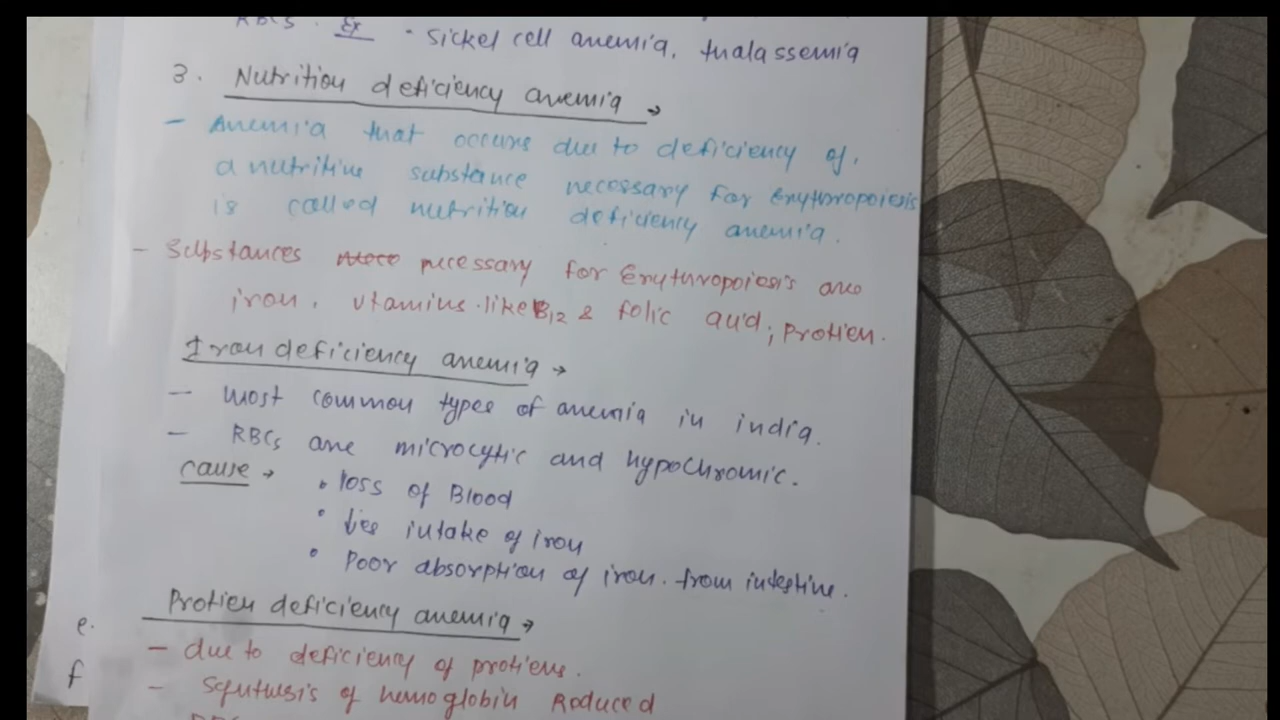 RBCs. Ex • Sickel cell anemia, thalassemia
3. Nutrition deficiency anemia →
- Anemia that occurs due to deficiency of.
a nutritive substance necessary for Erythropoiesis
is called nutrition deficiency anemia.
- Substances necessary for Erythropoiesis are
iron, vtamins like B12 & folic acid, Protien.
Iron deficiency anemia →
- Most common types of anemia in india.
- RBCs are microcytic and hypochromic.
cause → • loss of Blood
• ↓es intake of iron
• Poor absorption of iron. from intestine.
Protien deficiency anemia →
e.
- due to deficiency of protiens.
f
- Synthesis of hemoglobin Reduced